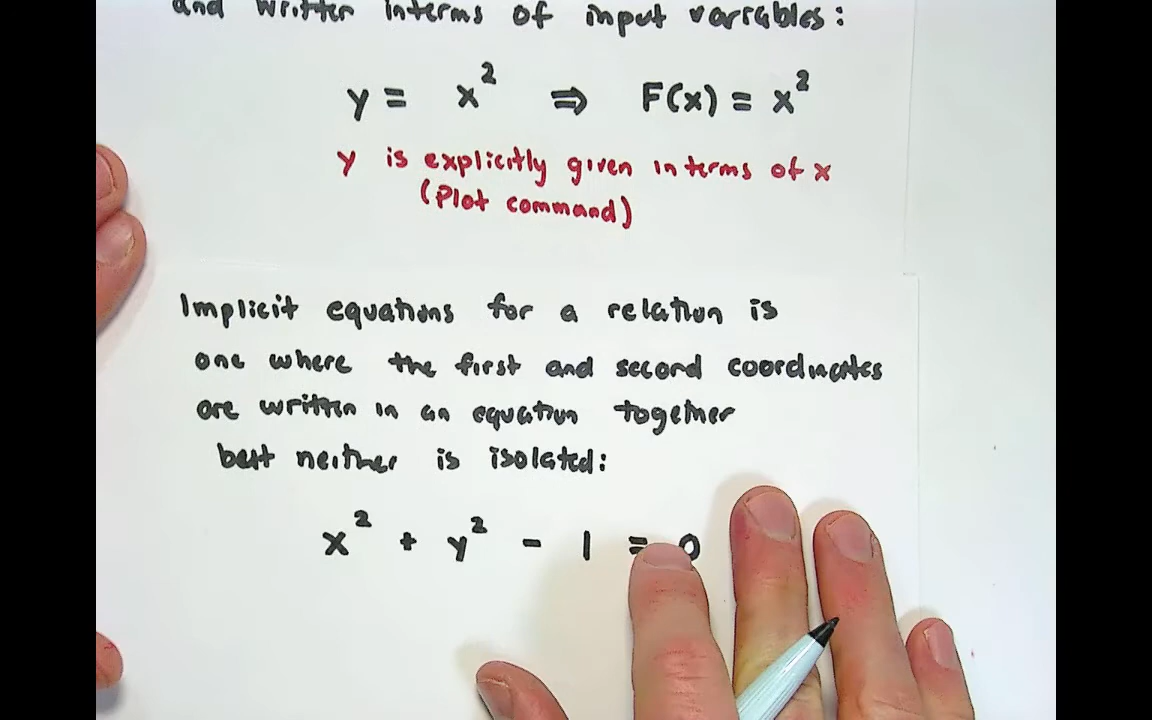 and written interms of input variables:
y = x² ⇒ F(x) = x²
y is explicitly given interms of x
(Plot command)
Implicit equations for a relation is
one where the first and second coordinates
are written in an equation together
best neither is isolated:
x² + y² - 1 = 0